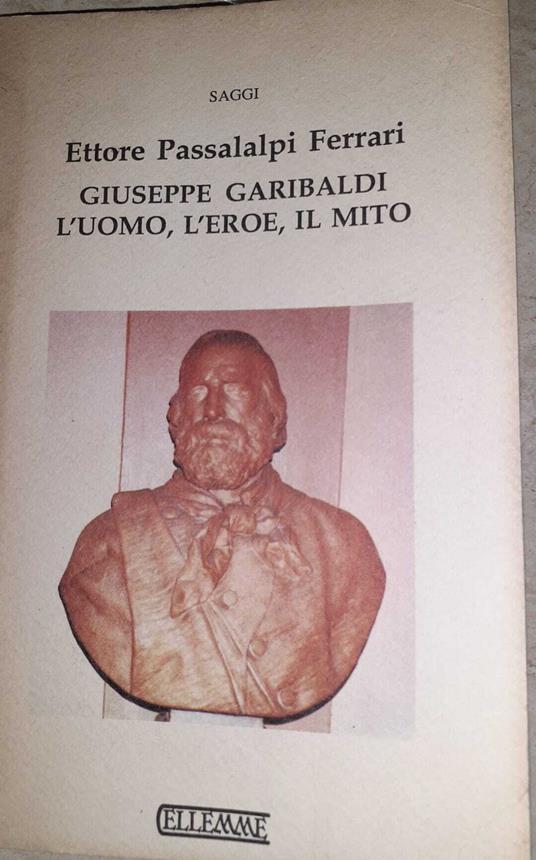 SAGGI
Ettore Passalalpi Ferrari
GIUSEPPE GARIBALDI
L'UOMO, L'EROE, IL MITO
ELLEMME